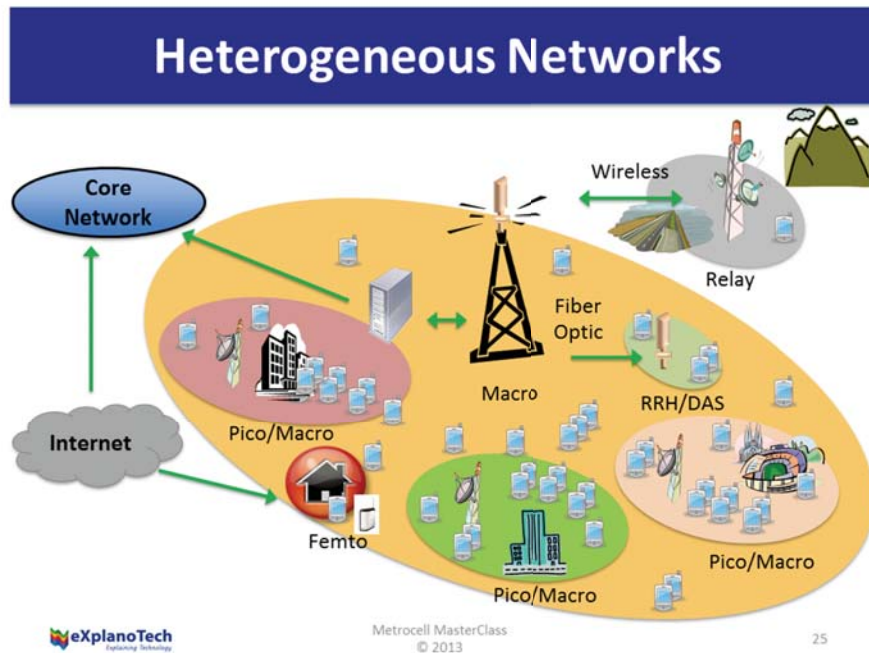 Heterogeneous Networks
Core
Network
Wireless
Relay
Fiber
Optic
Macro
RRH/DAS
Pico/Macro
Internet
Femto
Pico/Macro
Pico/Macro
eXplanoTech
Explaining Technology
Metrocell MasterClass
© 2013
25